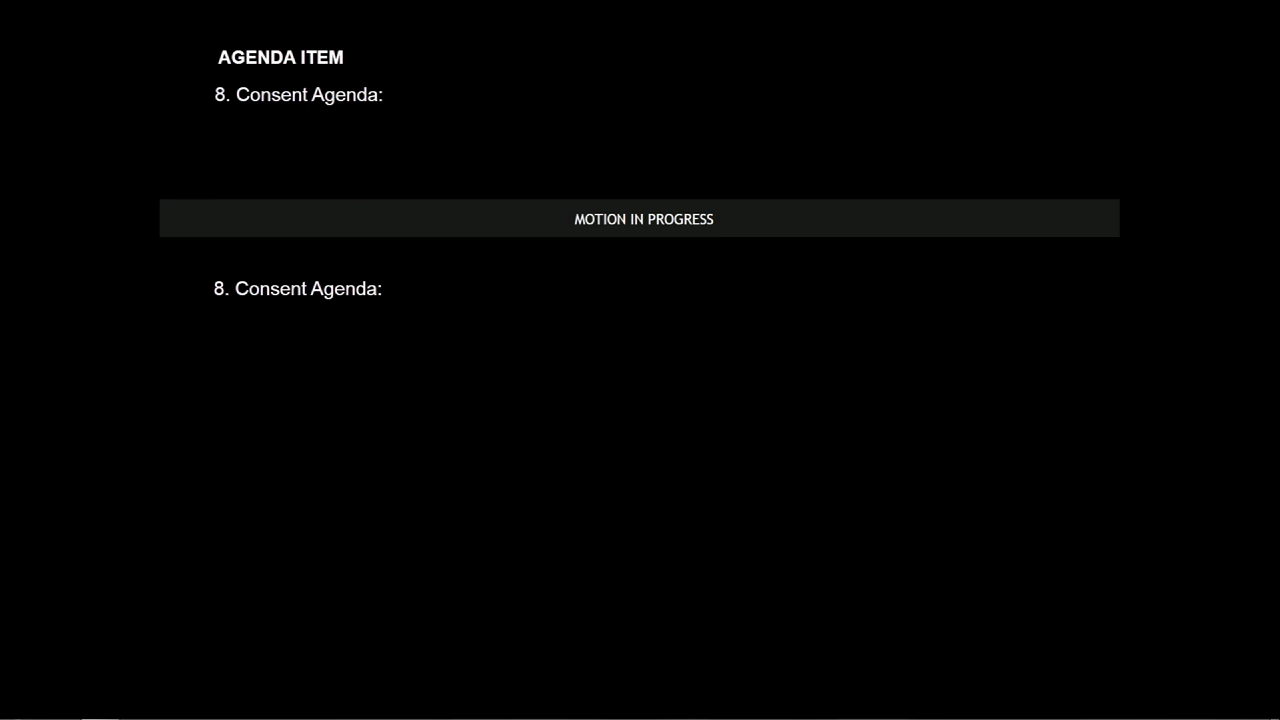 AGENDA ITEM
8. Consent Agenda:
MOTION IN PROGRESS
8. Consent Agenda: